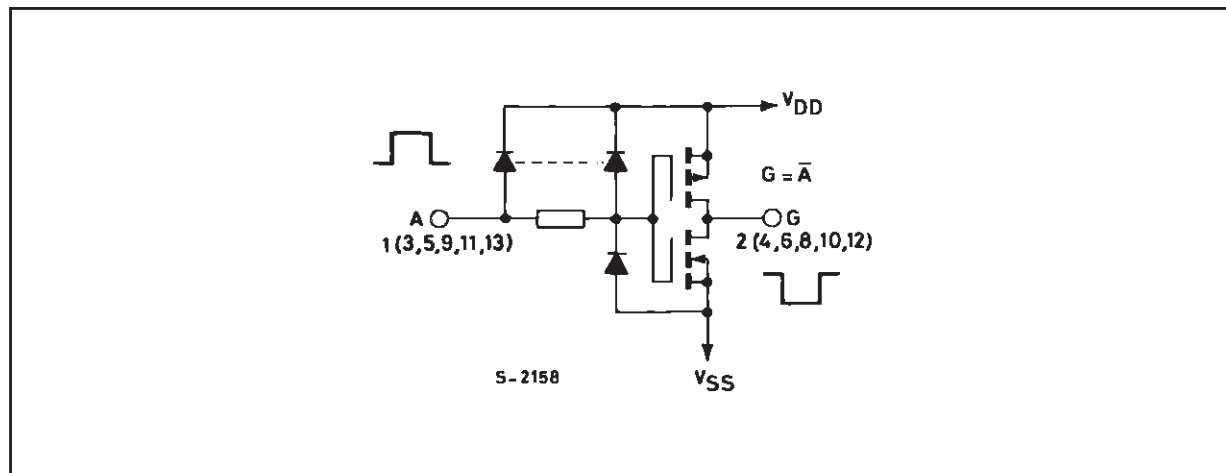 VDD
G = A̅
A
G
1 (3,5,9,11,13)
2 (4,6,8,10,12)
S-2158
VSS